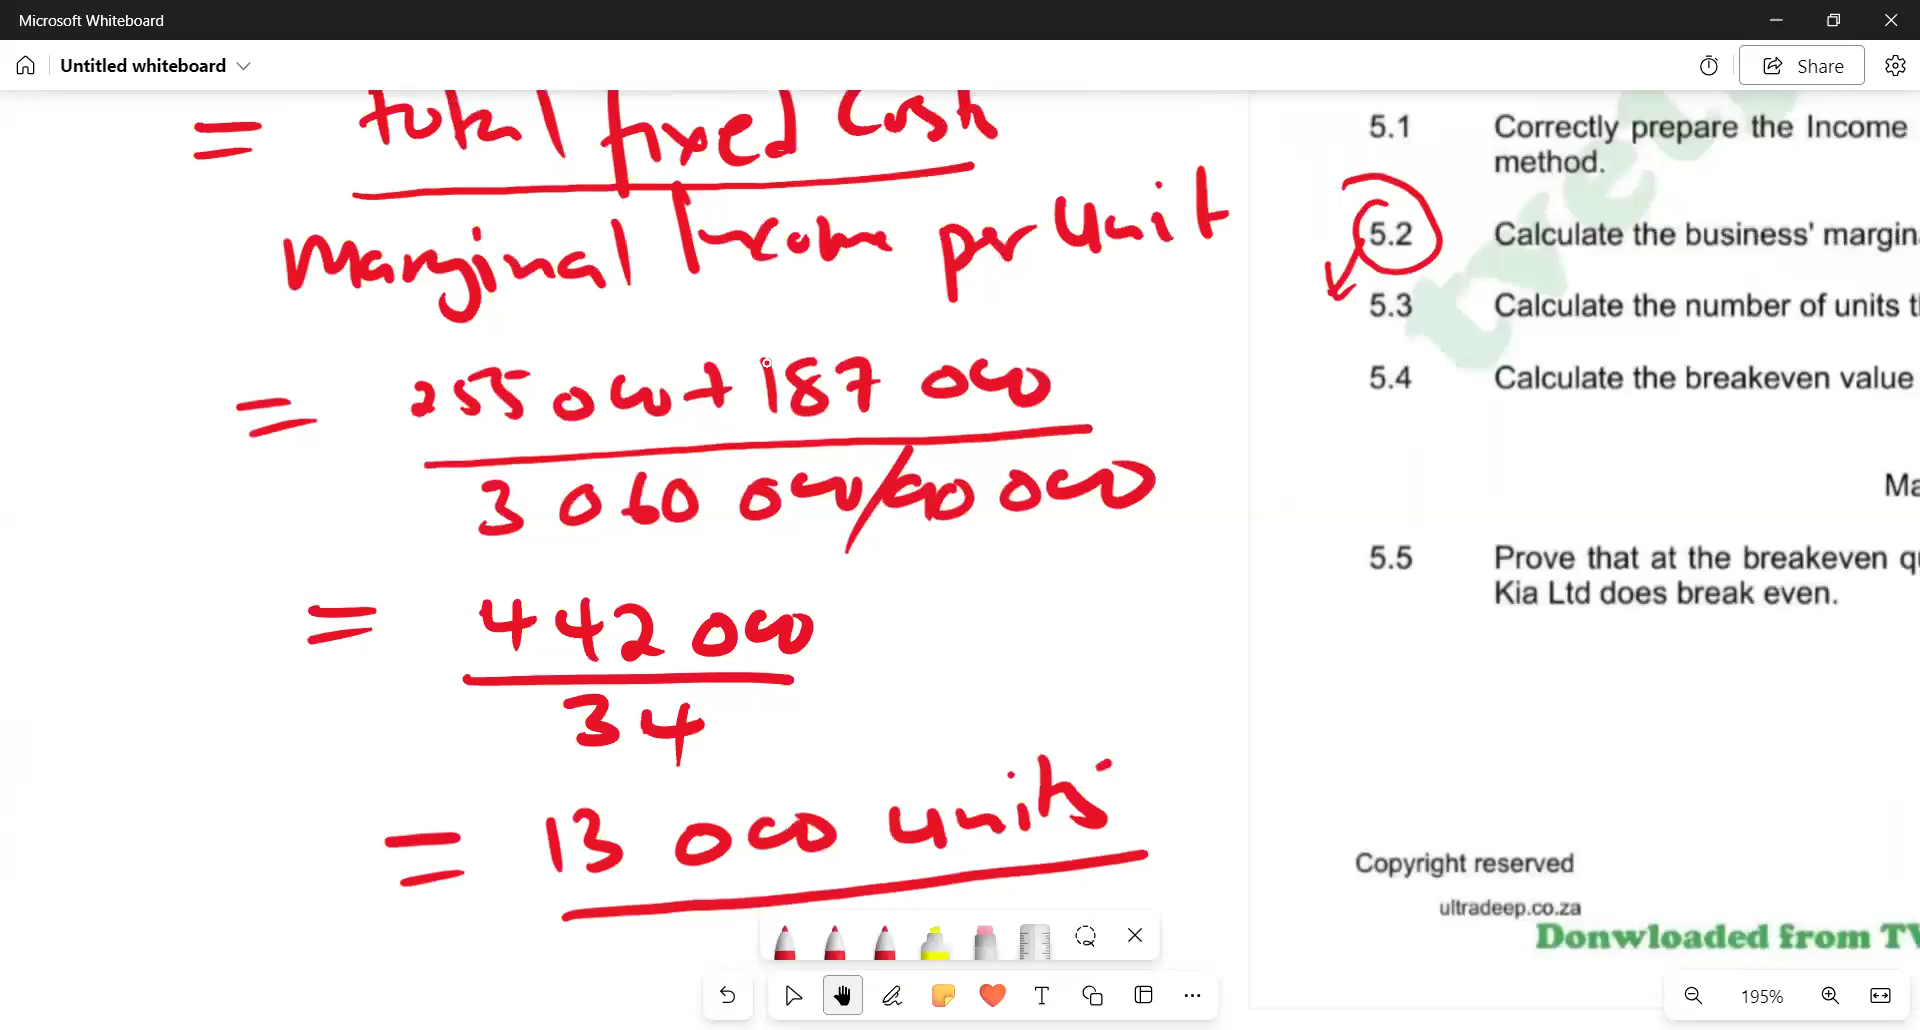 Microsoft Whiteboard
Untitled whiteboard
Share
= total fixed Costs
Marginal Income per Unit
= 255 000 + 187 000
3 060 000/90 000
= 442 000
34
= 13 000 units
5.1 Correctly prepare the Income
method.
5.2 Calculate the business' margin
5.3 Calculate the number of units
5.4 Calculate the breakeven value
5.5 Prove that at the breakeven
Kia Ltd does break even.
Copyright reserved
ultradeep.co.za
Donwloaded from
195%